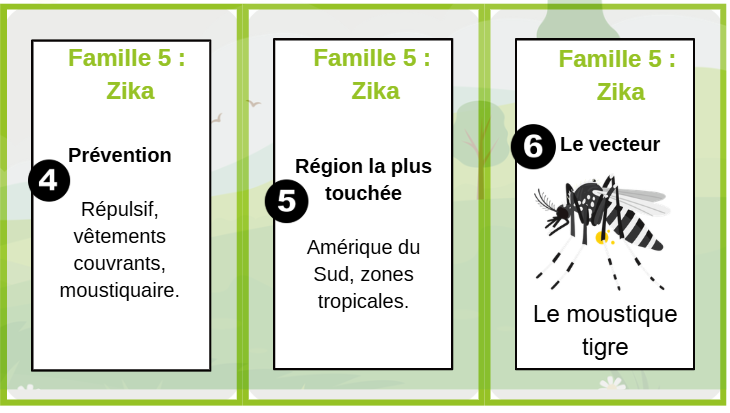 Famille 5 :
Zika
Prévention
4
Répulsif,
vêtements
couvrants,
moustiquaire.
Famille 5 :
Zika
Région la plus
touchée
5
Amérique du
Sud, zones
tropicales.
Famille 5 :
Zika
6
Le vecteur
Le moustique
tigre